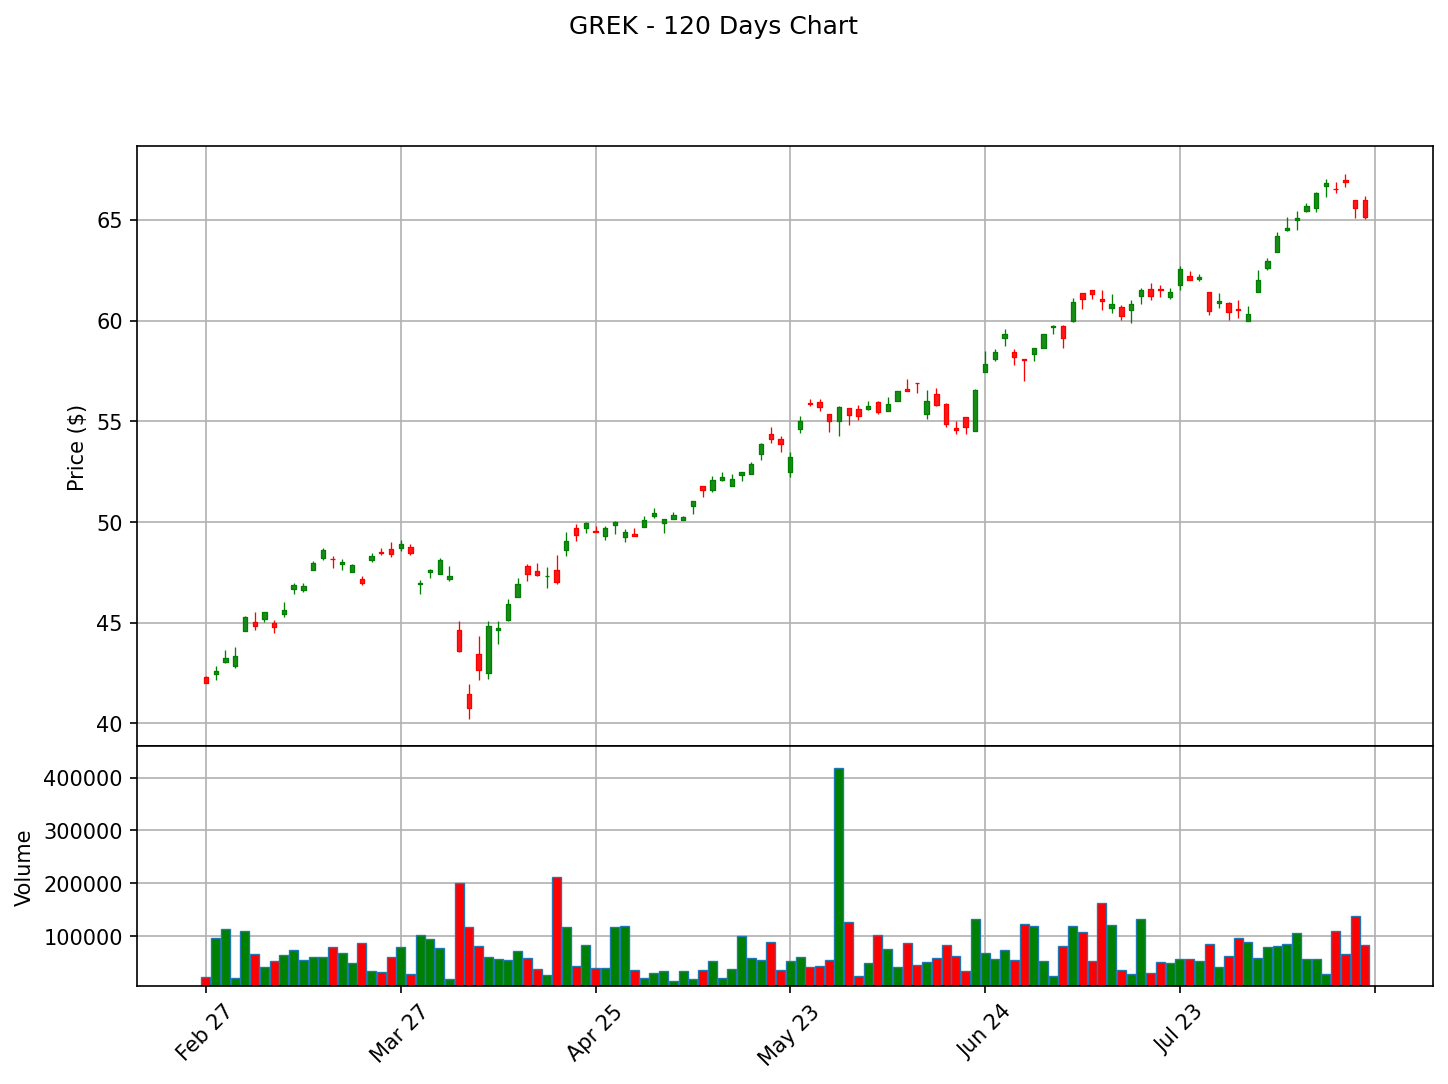 GREK - 120 Days Chart
65
60
55
50
45
40
Price ($)
400000
300000
200000
100000
Volume
Feb 27
Mar 27
Apr 25
May 23
Jun 24
Jul 23